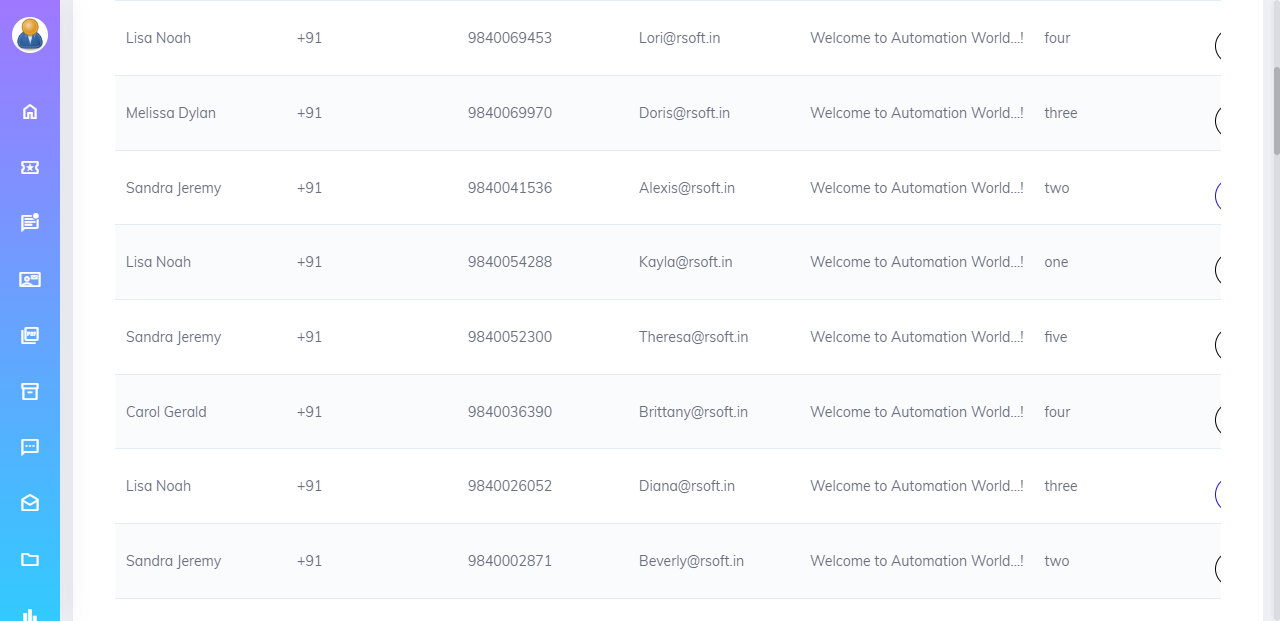 Lisa Noah +91 9840069453 Lori@rsoft.in Welcome to Automation World...! four
Melissa Dylan +91 9840069970 Doris@rsoft.in Welcome to Automation World...! three
Sandra Jeremy +91 9840041536 Alexis@rsoft.in Welcome to Automation World...! two
Lisa Noah +91 9840054288 Kayla@rsoft.in Welcome to Automation World...! one
Sandra Jeremy +91 9840052300 Theresa@rsoft.in Welcome to Automation World...! five
Carol Gerald +91 9840036390 Brittany@rsoft.in Welcome to Automation World...! four
Lisa Noah +91 9840026052 Diana@rsoft.in Welcome to Automation World...! three
Sandra Jeremy +91 9840002871 Beverly@rsoft.in Welcome to Automation World...! two